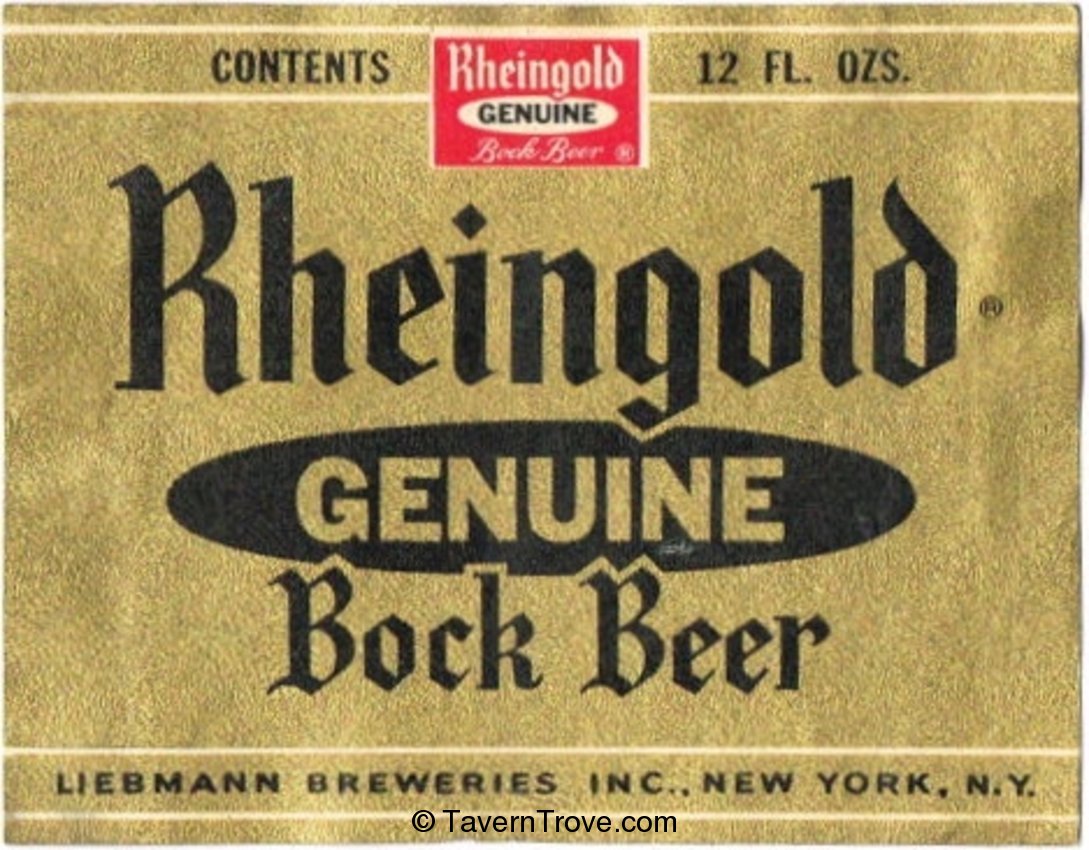 CONTENTS
Rheingold
GENUINE
Bock Beer ®
12 FL. OZS.
Rheingold ®
GENUINE
Bock Beer
LIEBMANN BREWERIES INC., NEW YORK, N.Y.
© TavernTrove.com